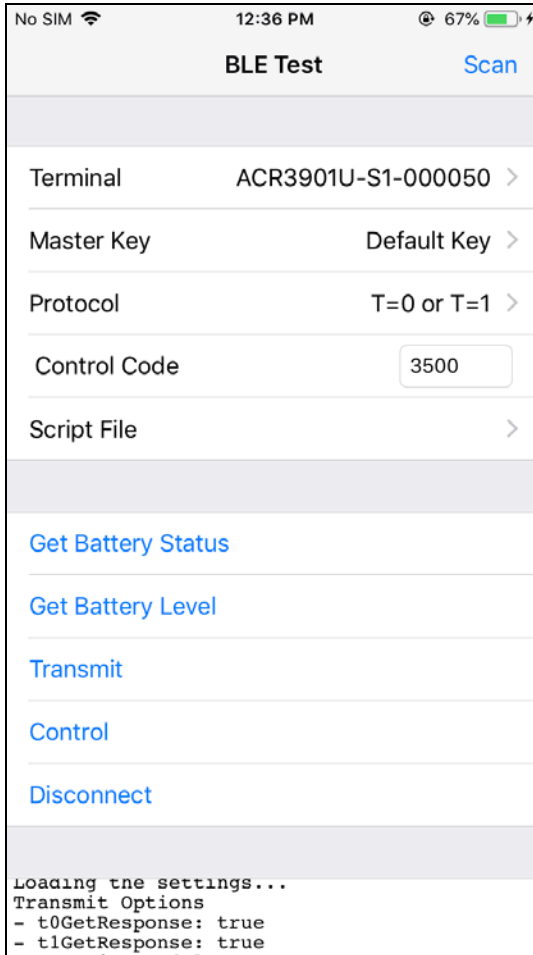 No SIM 12:36 PM 67%
BLE Test Scan
Terminal ACR3901U-S1-000050
Master Key Default Key
Protocol T=0 or T=1
Control Code 3500
Script File
Get Battery Status
Get Battery Level
Transmit
Control
Disconnect
Loading the settings...
Transmit Options
- t0GetResponse: true
- t1GetResponse: true